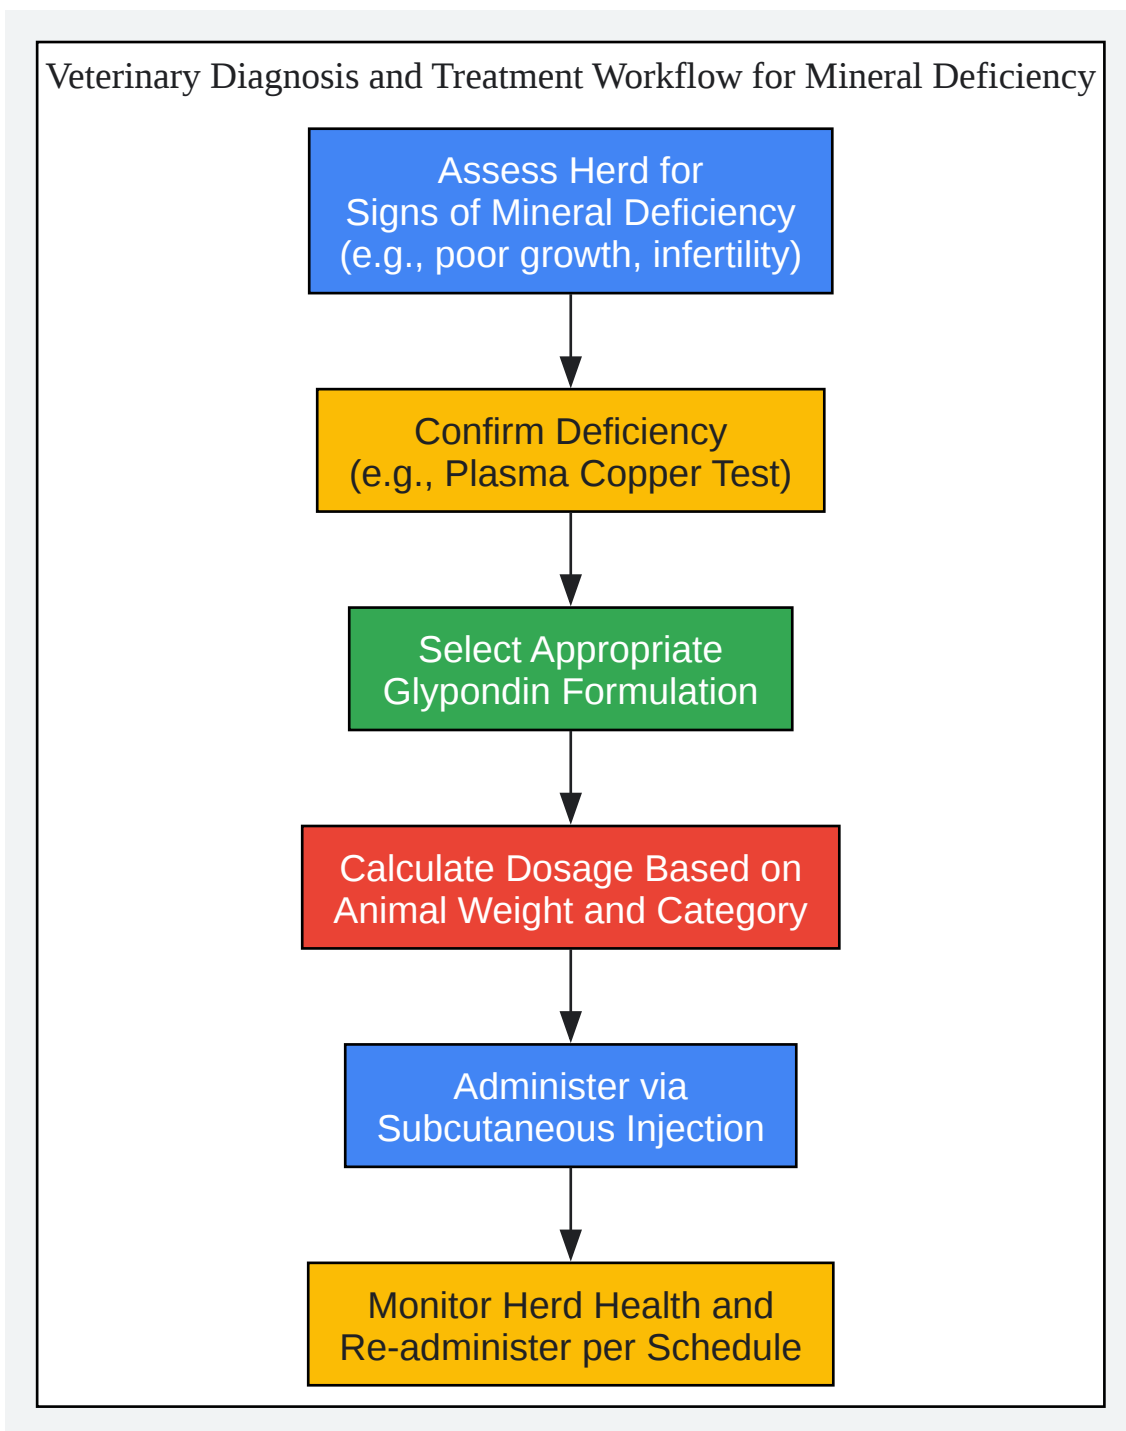 Veterinary Diagnosis and Treatment Workflow for Mineral Deficiency
Assess Herd for
Signs of Mineral Deficiency
(e.g., poor growth, infertility)
Confirm Deficiency
(e.g., Plasma Copper Test)
Select Appropriate
Glypondin Formulation
Calculate Dosage Based on
Animal Weight and Category
Administer via
Subcutaneous Injection
Monitor Herd Health and
Re-administer per Schedule